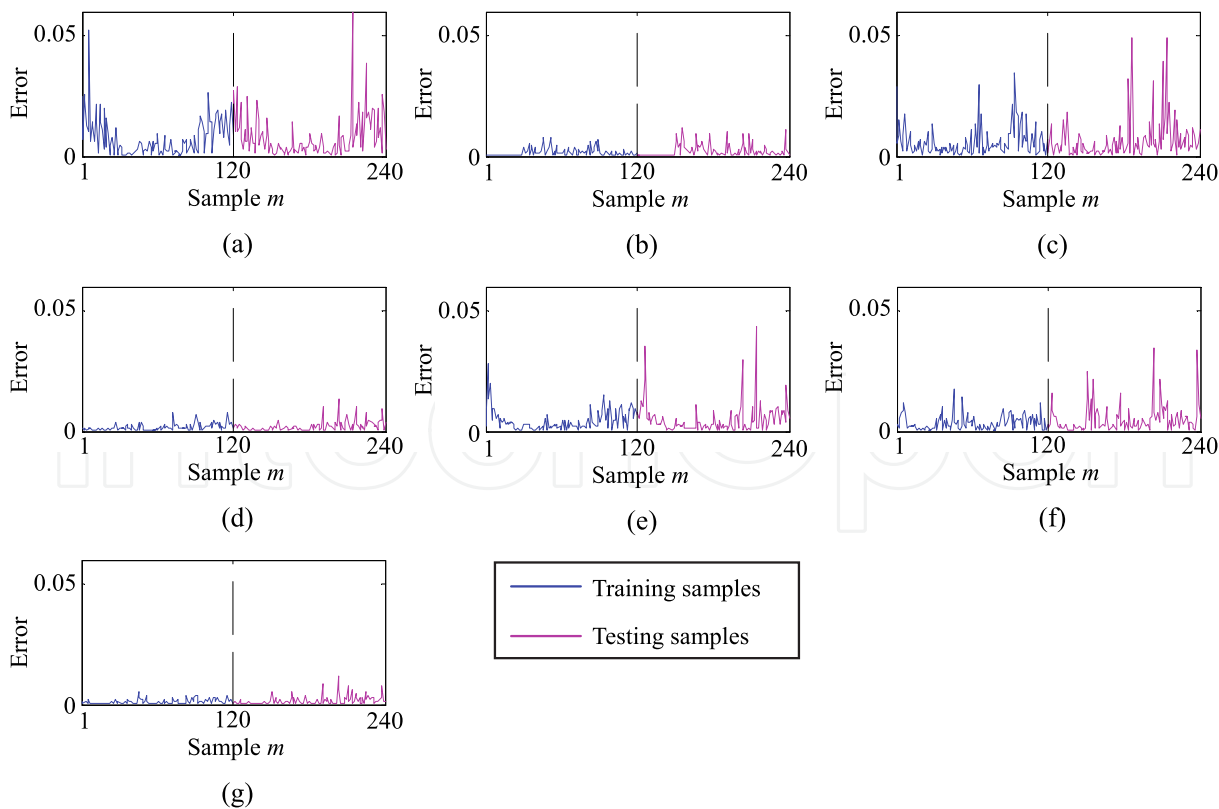 0.05
Error
0
1
120
240
Sample m
(a)
0.05
Error
0
1
120
240
Sample m
(b)
0.05
Error
0
1
120
240
Sample m
(c)
0.05
Error
0
1
120
240
Sample m
(d)
0.05
Error
0
1
120
240
Sample m
(e)
0.05
Error
0
1
120
240
Sample m
(f)
0.05
Error
0
1
120
240
Sample m
(g)
Training samples
Testing samples
intechopen